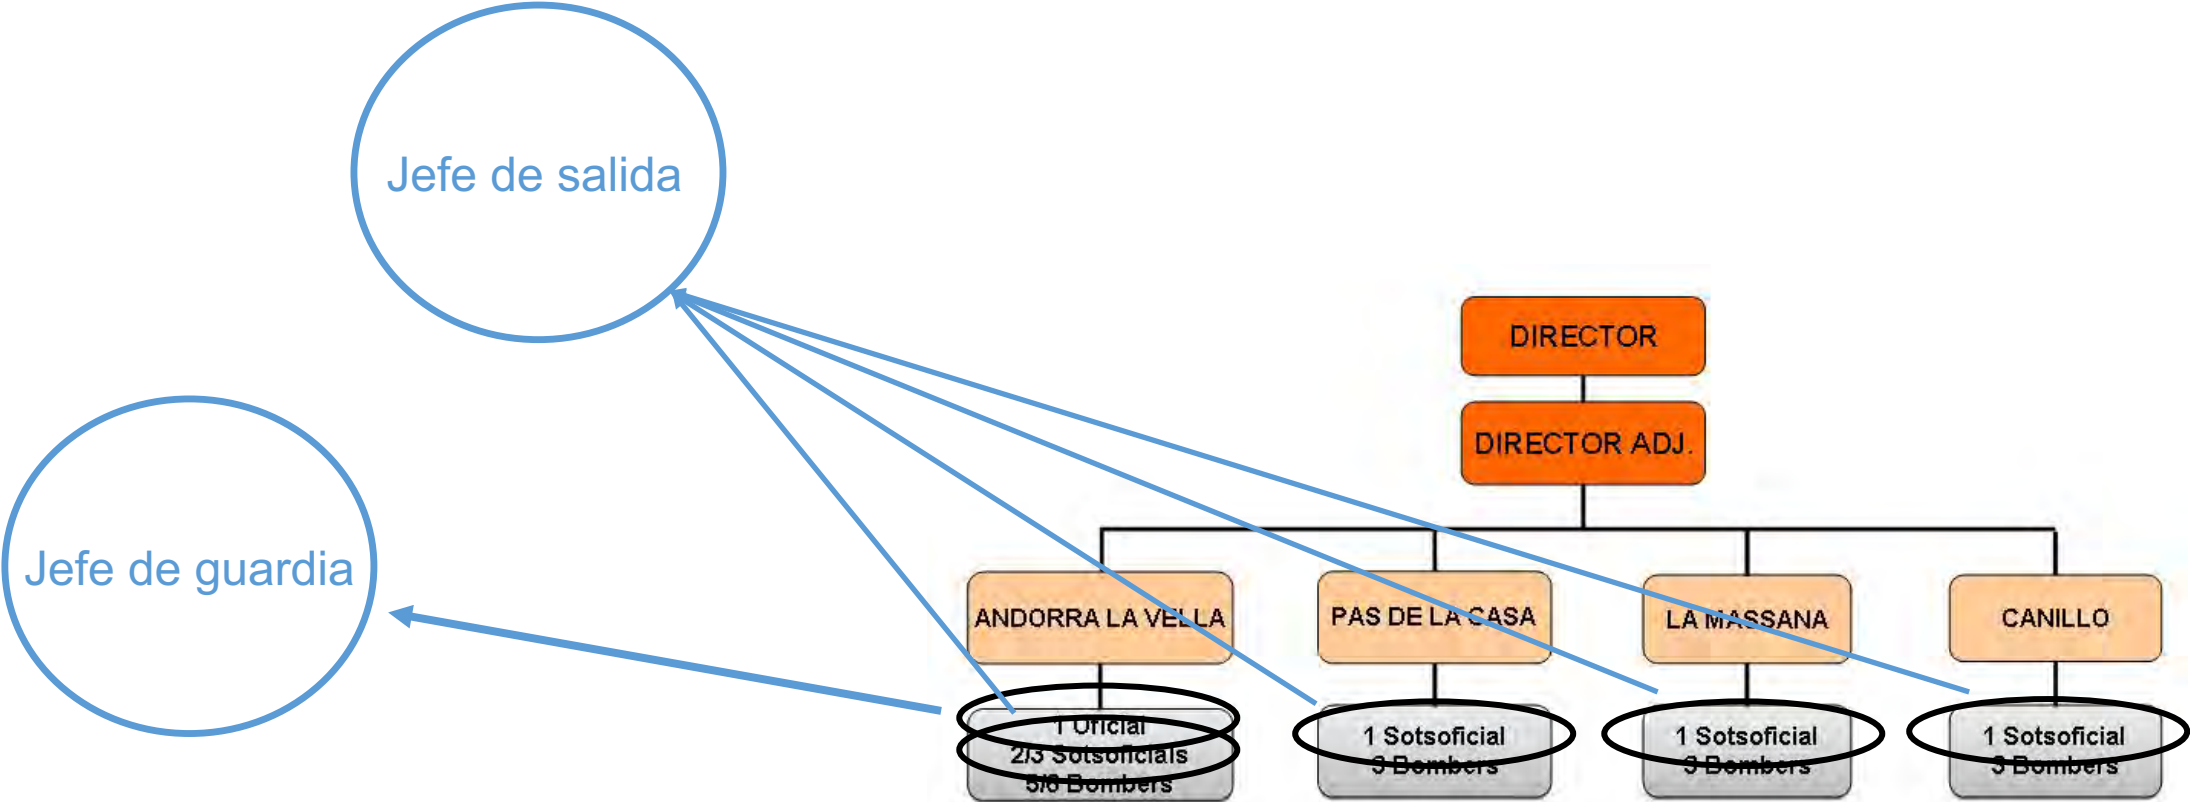 Jefe de salida
Jefe de guardia
DIRECTOR
DIRECTOR ADJ.
ANDORRA LA VELLA
PAS DE LA CASA
LA MASSANA
CANILLO
1 Oficial
2/3 Sotsoficials
5/6 Bombers
1 Sotsoficial
3 Bombers
1 Sotsoficial
3 Bombers
1 Sotsoficial
3 Bombers